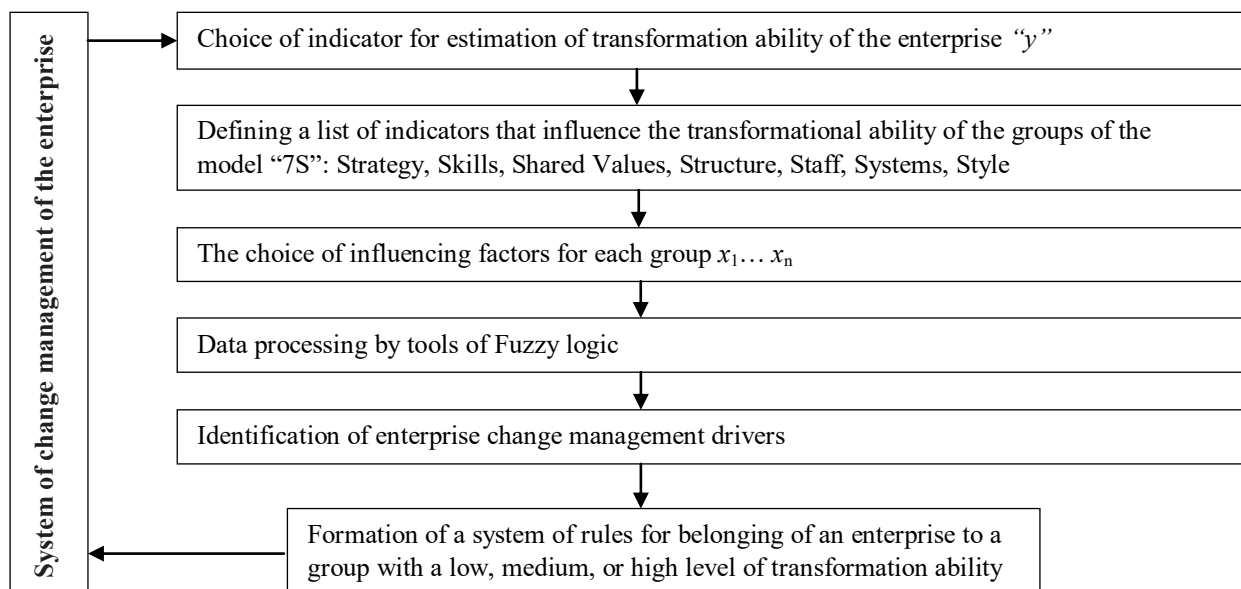 System of change management of the enterprise
Choice of indicator for estimation of transformation ability of the enterprise “y”
Defining a list of indicators that influence the transformational ability of the groups of the
model “7S”: Strategy, Skills, Shared Values, Structure, Staff, Systems, Style
The choice of influencing factors for each group x₁… xₙ
Data processing by tools of Fuzzy logic
Identification of enterprise change management drivers
Formation of a system of rules for belonging of an enterprise to a
group with a low, medium, or high level of transformation ability